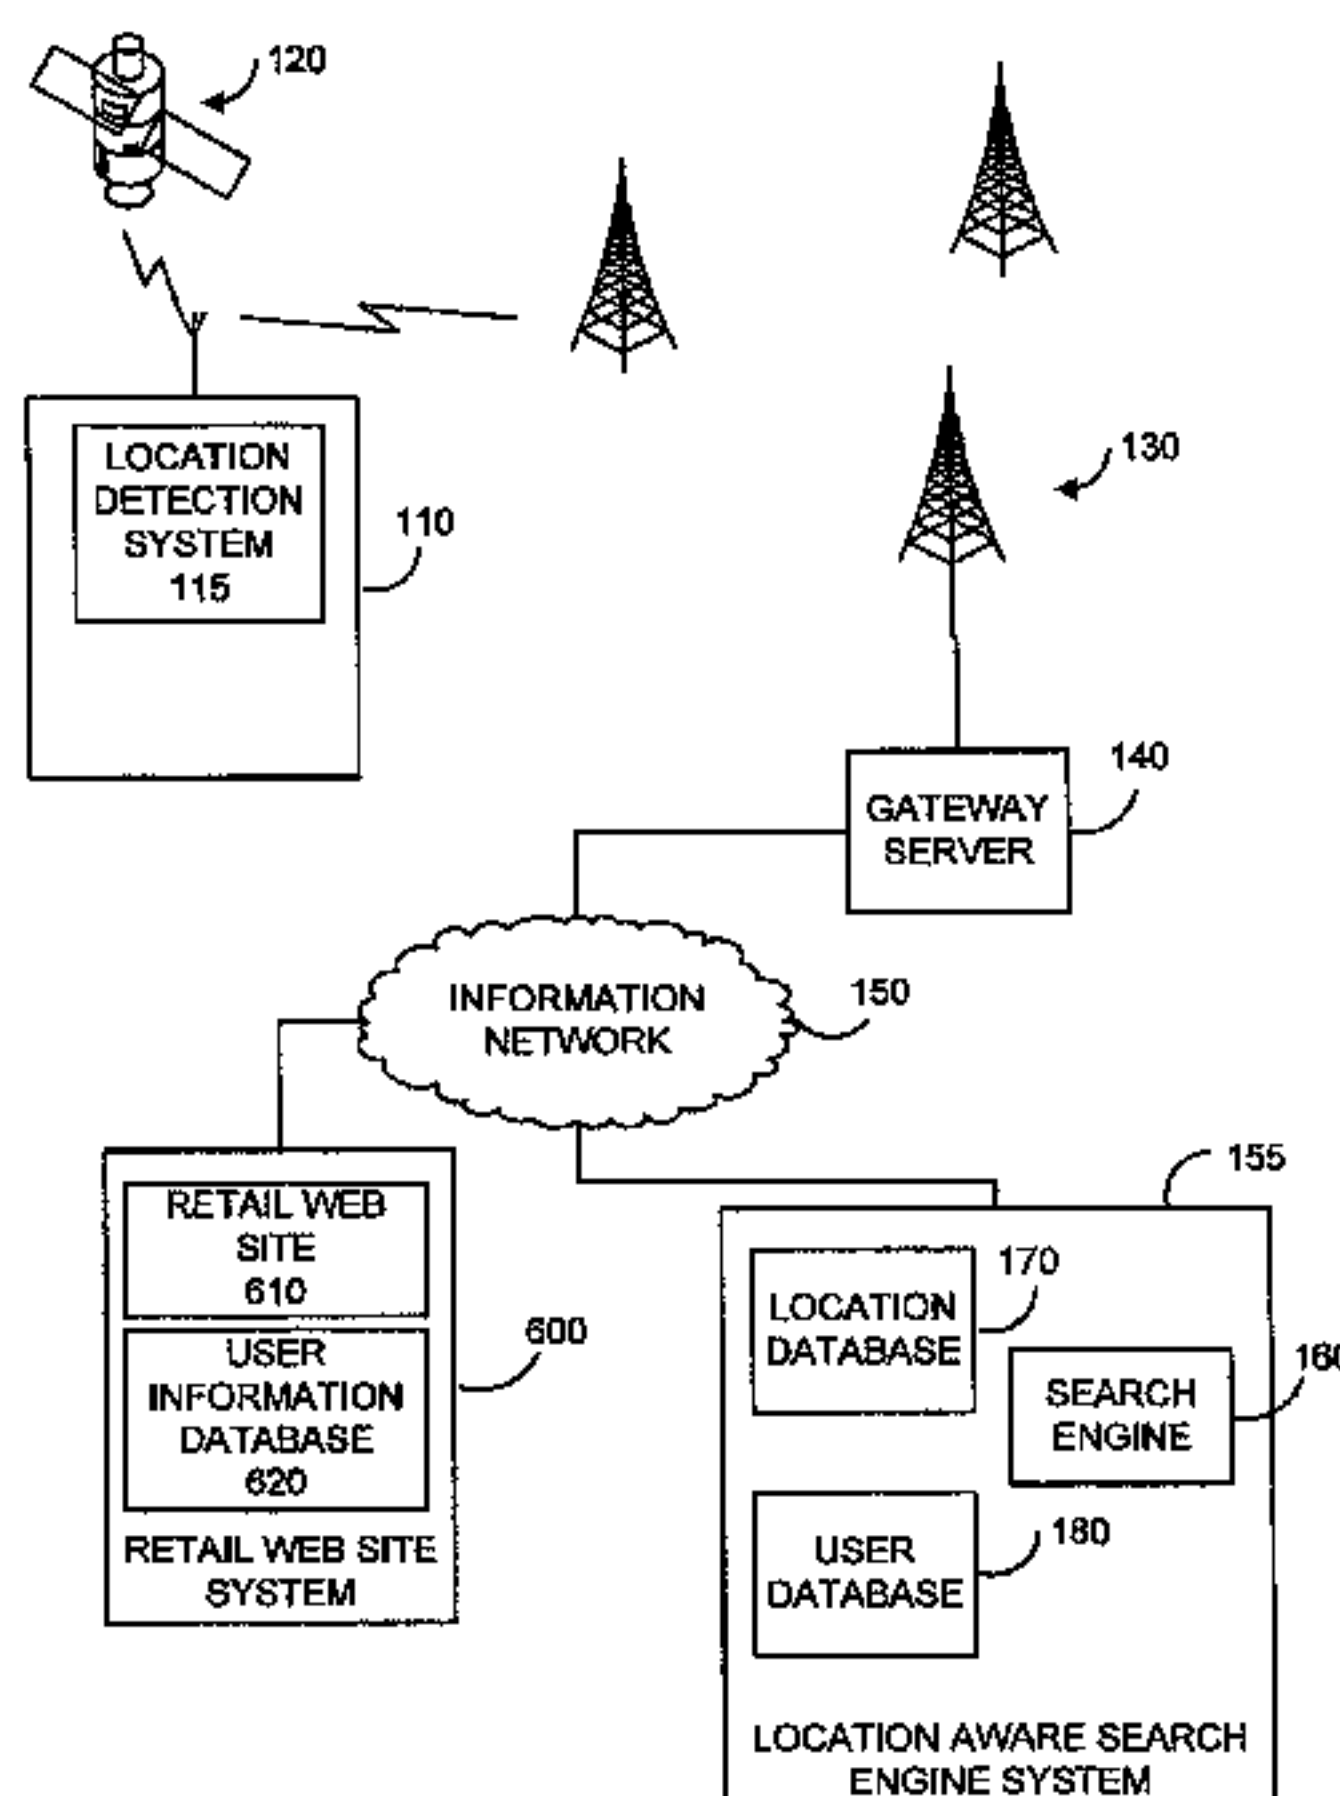 120
130
LOCATION
DETECTION
SYSTEM
115
110
140
GATEWAY
SERVER
INFORMATION
NETWORK
150
155
RETAIL WEB
SITE
610
USER
INFORMATION
DATABASE
620
RETAIL WEB SITE
SYSTEM
600
170
LOCATION
DATABASE
160
SEARCH
ENGINE
180
USER
DATABASE
LOCATION AWARE SEARCH
ENGINE SYSTEM